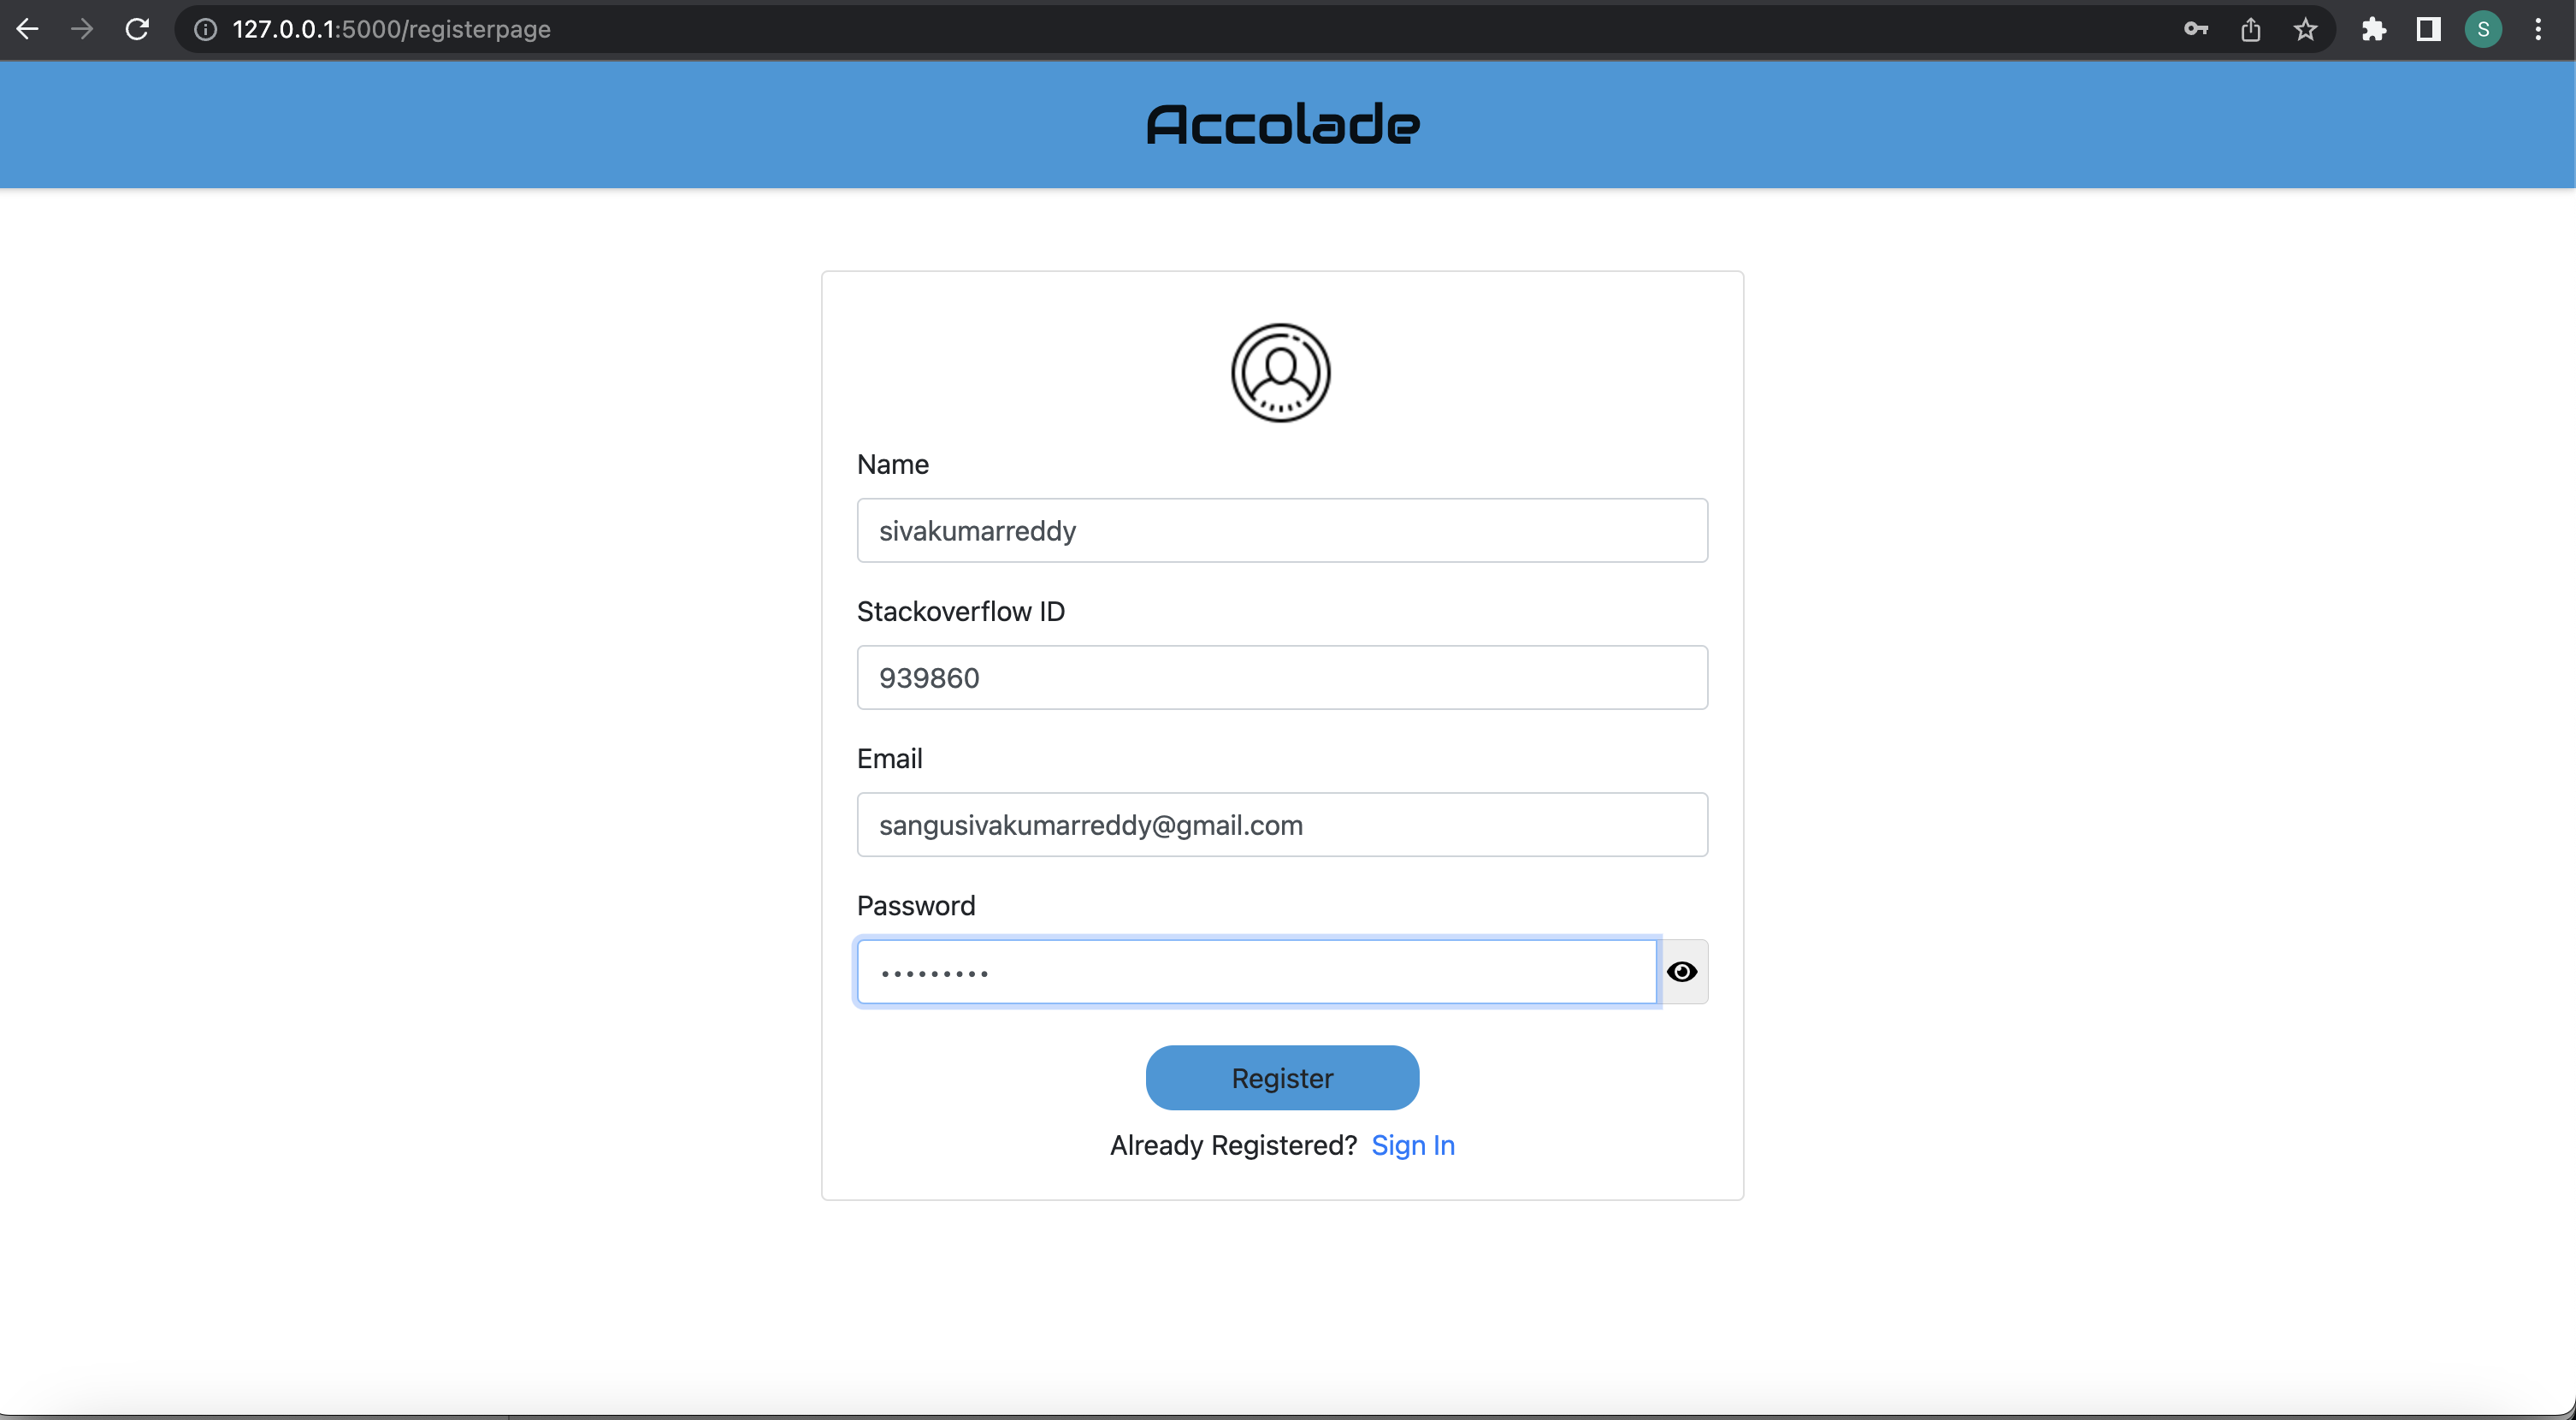 127.0.0.1:5000/registerpage
S
Accolade
Name
sivakumarreddy
Stackoverflow ID
939860
Email
sangusivakumarreddy@gmail.com
Password
•••••••••
Register
Already Registered? Sign In